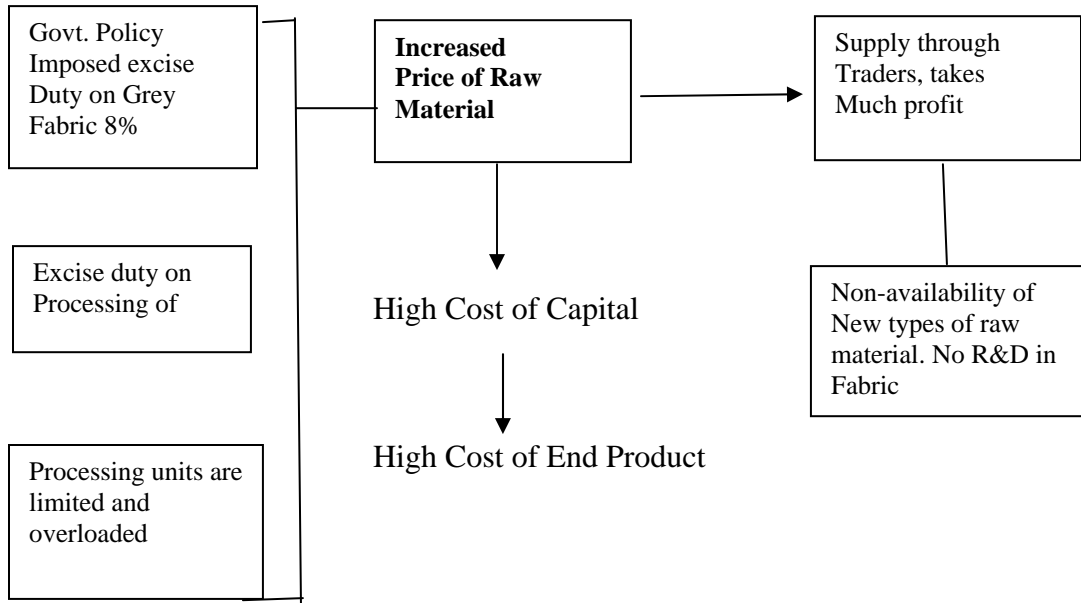 Govt. Policy
Imposed excise
Duty on Grey
Fabric 8%
Increased
Price of Raw
Material
Supply through
Traders, takes
Much profit
Excise duty on
Processing of
High Cost of Capital
Non-availability of
New types of raw
material. No R&D in
Fabric
High Cost of End Product
Processing units are
limited and
overloaded